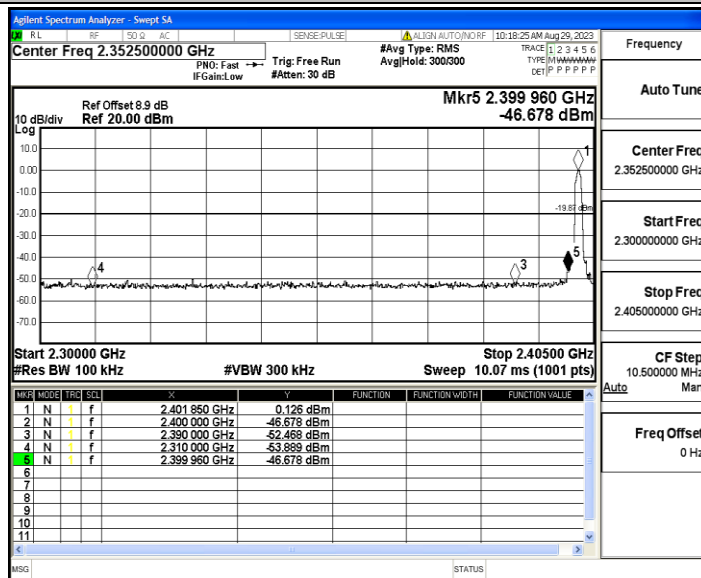 Agilent Spectrum Analyzer - Swept SA
RL RF 50 Ω AC SENSE:PULSE ALIGN AUTO/NO RF 10:18:25 AM Aug 29, 2023
Center Freq 2.352500000 GHz
PNO: Fast
IFGain:Low
Trig: Free Run
#Atten: 30 dB
#Avg Type: RMS
Avg|Hold: 300/300
TRACE 1 2 3 4 5 6
TYPE MWWWWW
DET P P P P P P
Ref Offset 8.9 dB
Ref 20.00 dBm
10 dB/div
Log
Mkr5 2.399 960 GHz
-46.678 dBm
10.0
0.00
-10.0
-20.0
-30.0
-40.0
-50.0
-60.0
-70.0
1
-19.87 dBm
5
3
4
Start 2.30000 GHz
Stop 2.40500 GHz
#Res BW 100 kHz
#VBW 300 kHz
Sweep 10.07 ms (1001 pts)
MKR MODE TRC SCL X Y FUNCTION FUNCTION WIDTH FUNCTION VALUE
1 N 1 f 2.401 850 GHz 0.126 dBm
2 N 1 f 2.400 000 GHz -46.678 dBm
3 N 1 f 2.390 000 GHz -52.468 dBm
4 N 1 f 2.310 000 GHz -53.889 dBm
5 N 1 f 2.399 960 GHz -46.678 dBm
6
7
8
9
10
11
MSG
STATUS
Frequency
Auto Tune
Center Freq
2.352500000 GHz
Start Freq
2.300000000 GHz
Stop Freq
2.405000000 GHz
CF Step
10.500000 MHz
Auto Man
Freq Offset
0 Hz